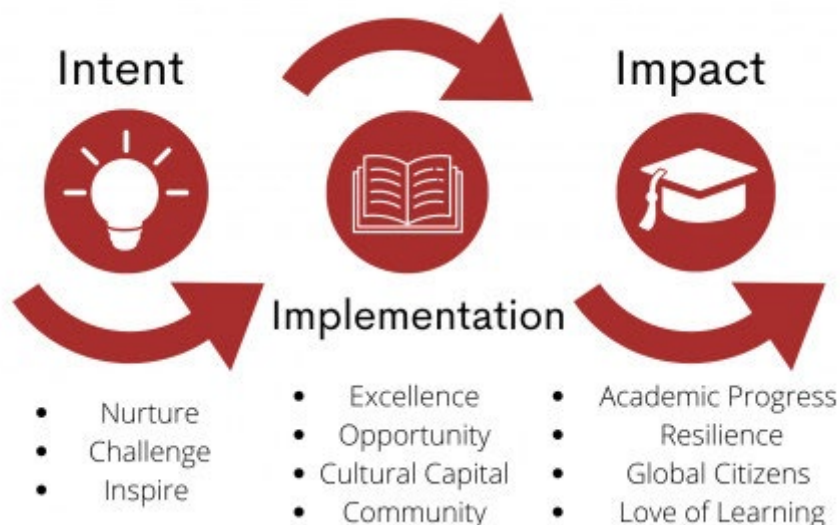 Intent
Nurture
Challenge
Inspire
Implementation
Excellence
Opportunity
Cultural Capital
Community
Impact
Academic Progress
Resilience
Global Citizens
Love of Learning